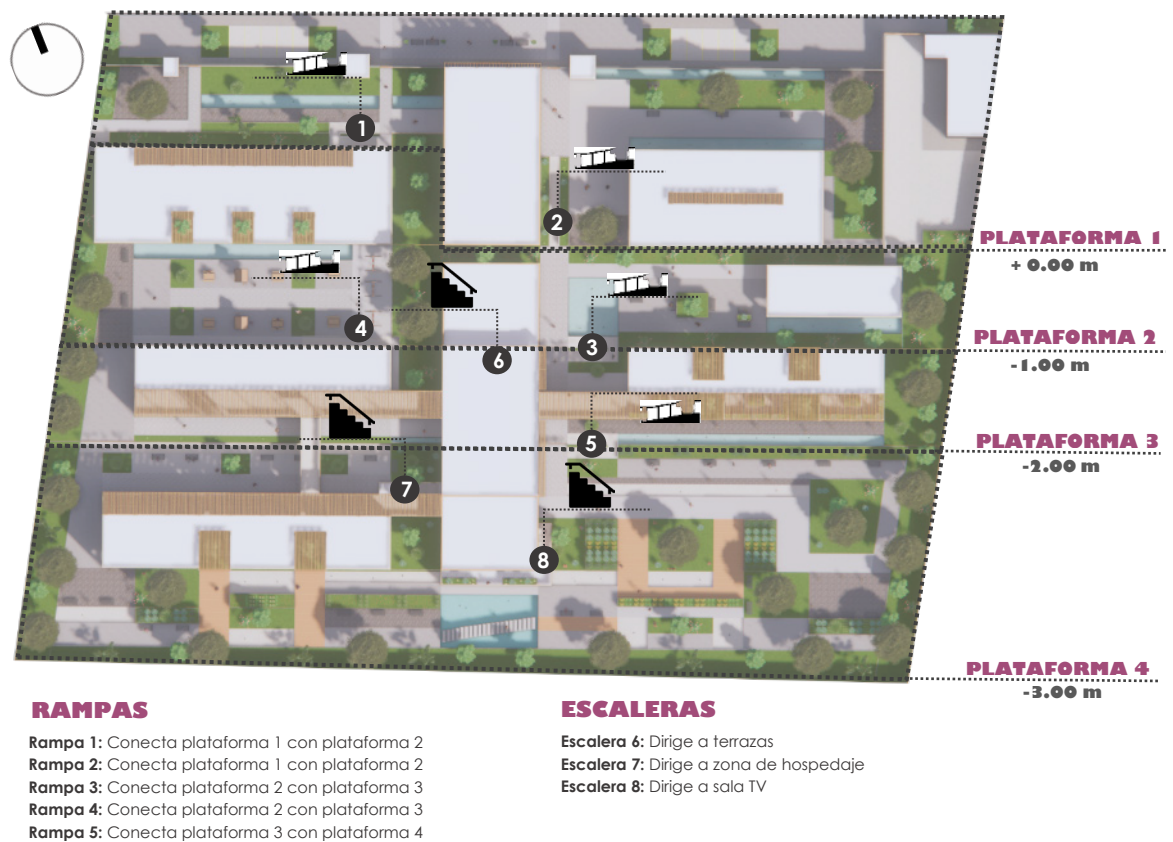 1
2
PLATAFORMA 1
+ 0.00 m
4
6
3
PLATAFORMA 2
-1.00 m
5
PLATAFORMA 3
-2.00 m
7
8
PLATAFORMA 4
-3.00 m
RAMPAS
Rampa 1: Conecta plataforma 1 con plataforma 2
Rampa 2: Conecta plataforma 1 con plataforma 2
Rampa 3: Conecta plataforma 2 con plataforma 3
Rampa 4: Conecta plataforma 2 con plataforma 3
Rampa 5: Conecta plataforma 3 con plataforma 4
ESCALERAS
Escalera 6: Dirige a terrazas
Escalera 7: Dirige a zona de hospedaje
Escalera 8: Dirige a sala TV